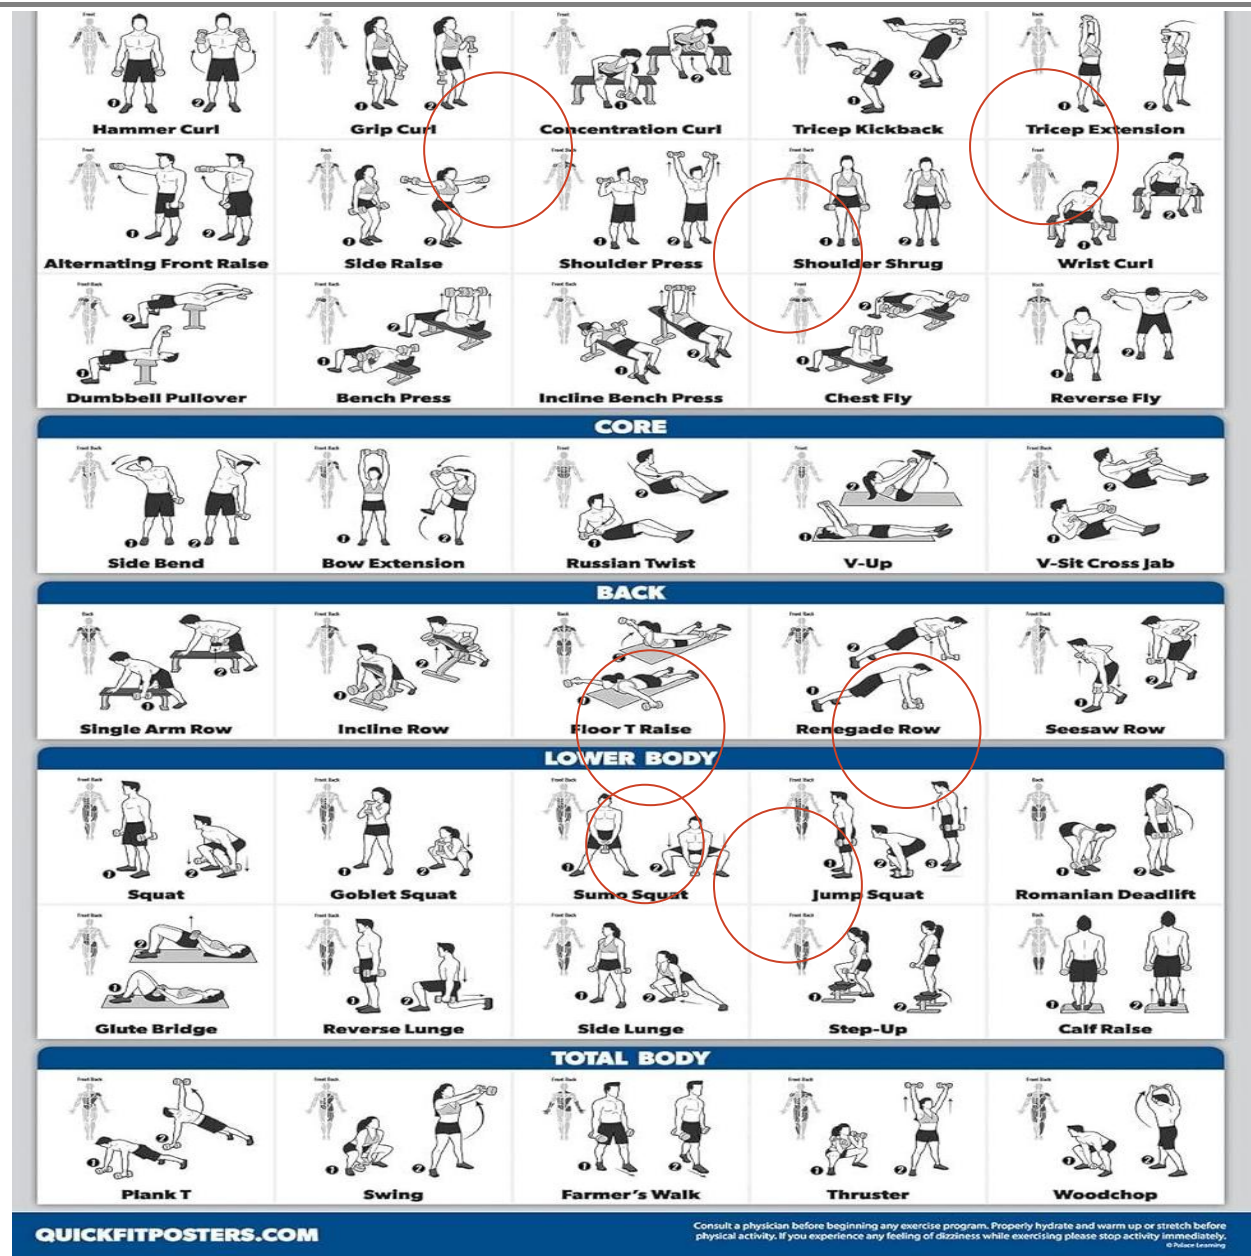 Hammer Curl
Grip Curl
Concentration Curl
Tricep Kickback
Tricep Extension
Alternating Front Raise
Side Raise
Shoulder Press
Shoulder Shrug
Wrist Curl
Dumbbell Pullover
Bench Press
Incline Bench Press
Chest Fly
Reverse Fly
CORE
Side Bend
Bow Extension
Russian Twist
V-Up
V-Sit Cross Jab
BACK
Single Arm Row
Incline Row
Floor T Raise
Renegade Row
Seesaw Row
LOWER BODY
Squat
Goblet Squat
Sumo Squat
Jump Squat
Romanian Deadlift
Glute Bridge
Reverse Lunge
Side Lunge
Step-Up
Calf Raise
TOTAL BODY
Plank T
Swing
Farmer's Walk
Thruster
Woodchop
QUICKFITPOSTERS.COM
Consult a physician before beginning any exercise program. Properly hydrate and warm up or stretch before
physical activity. If you experience any feeling of dizziness while exercising please stop activity immediately.
© Palace Learning